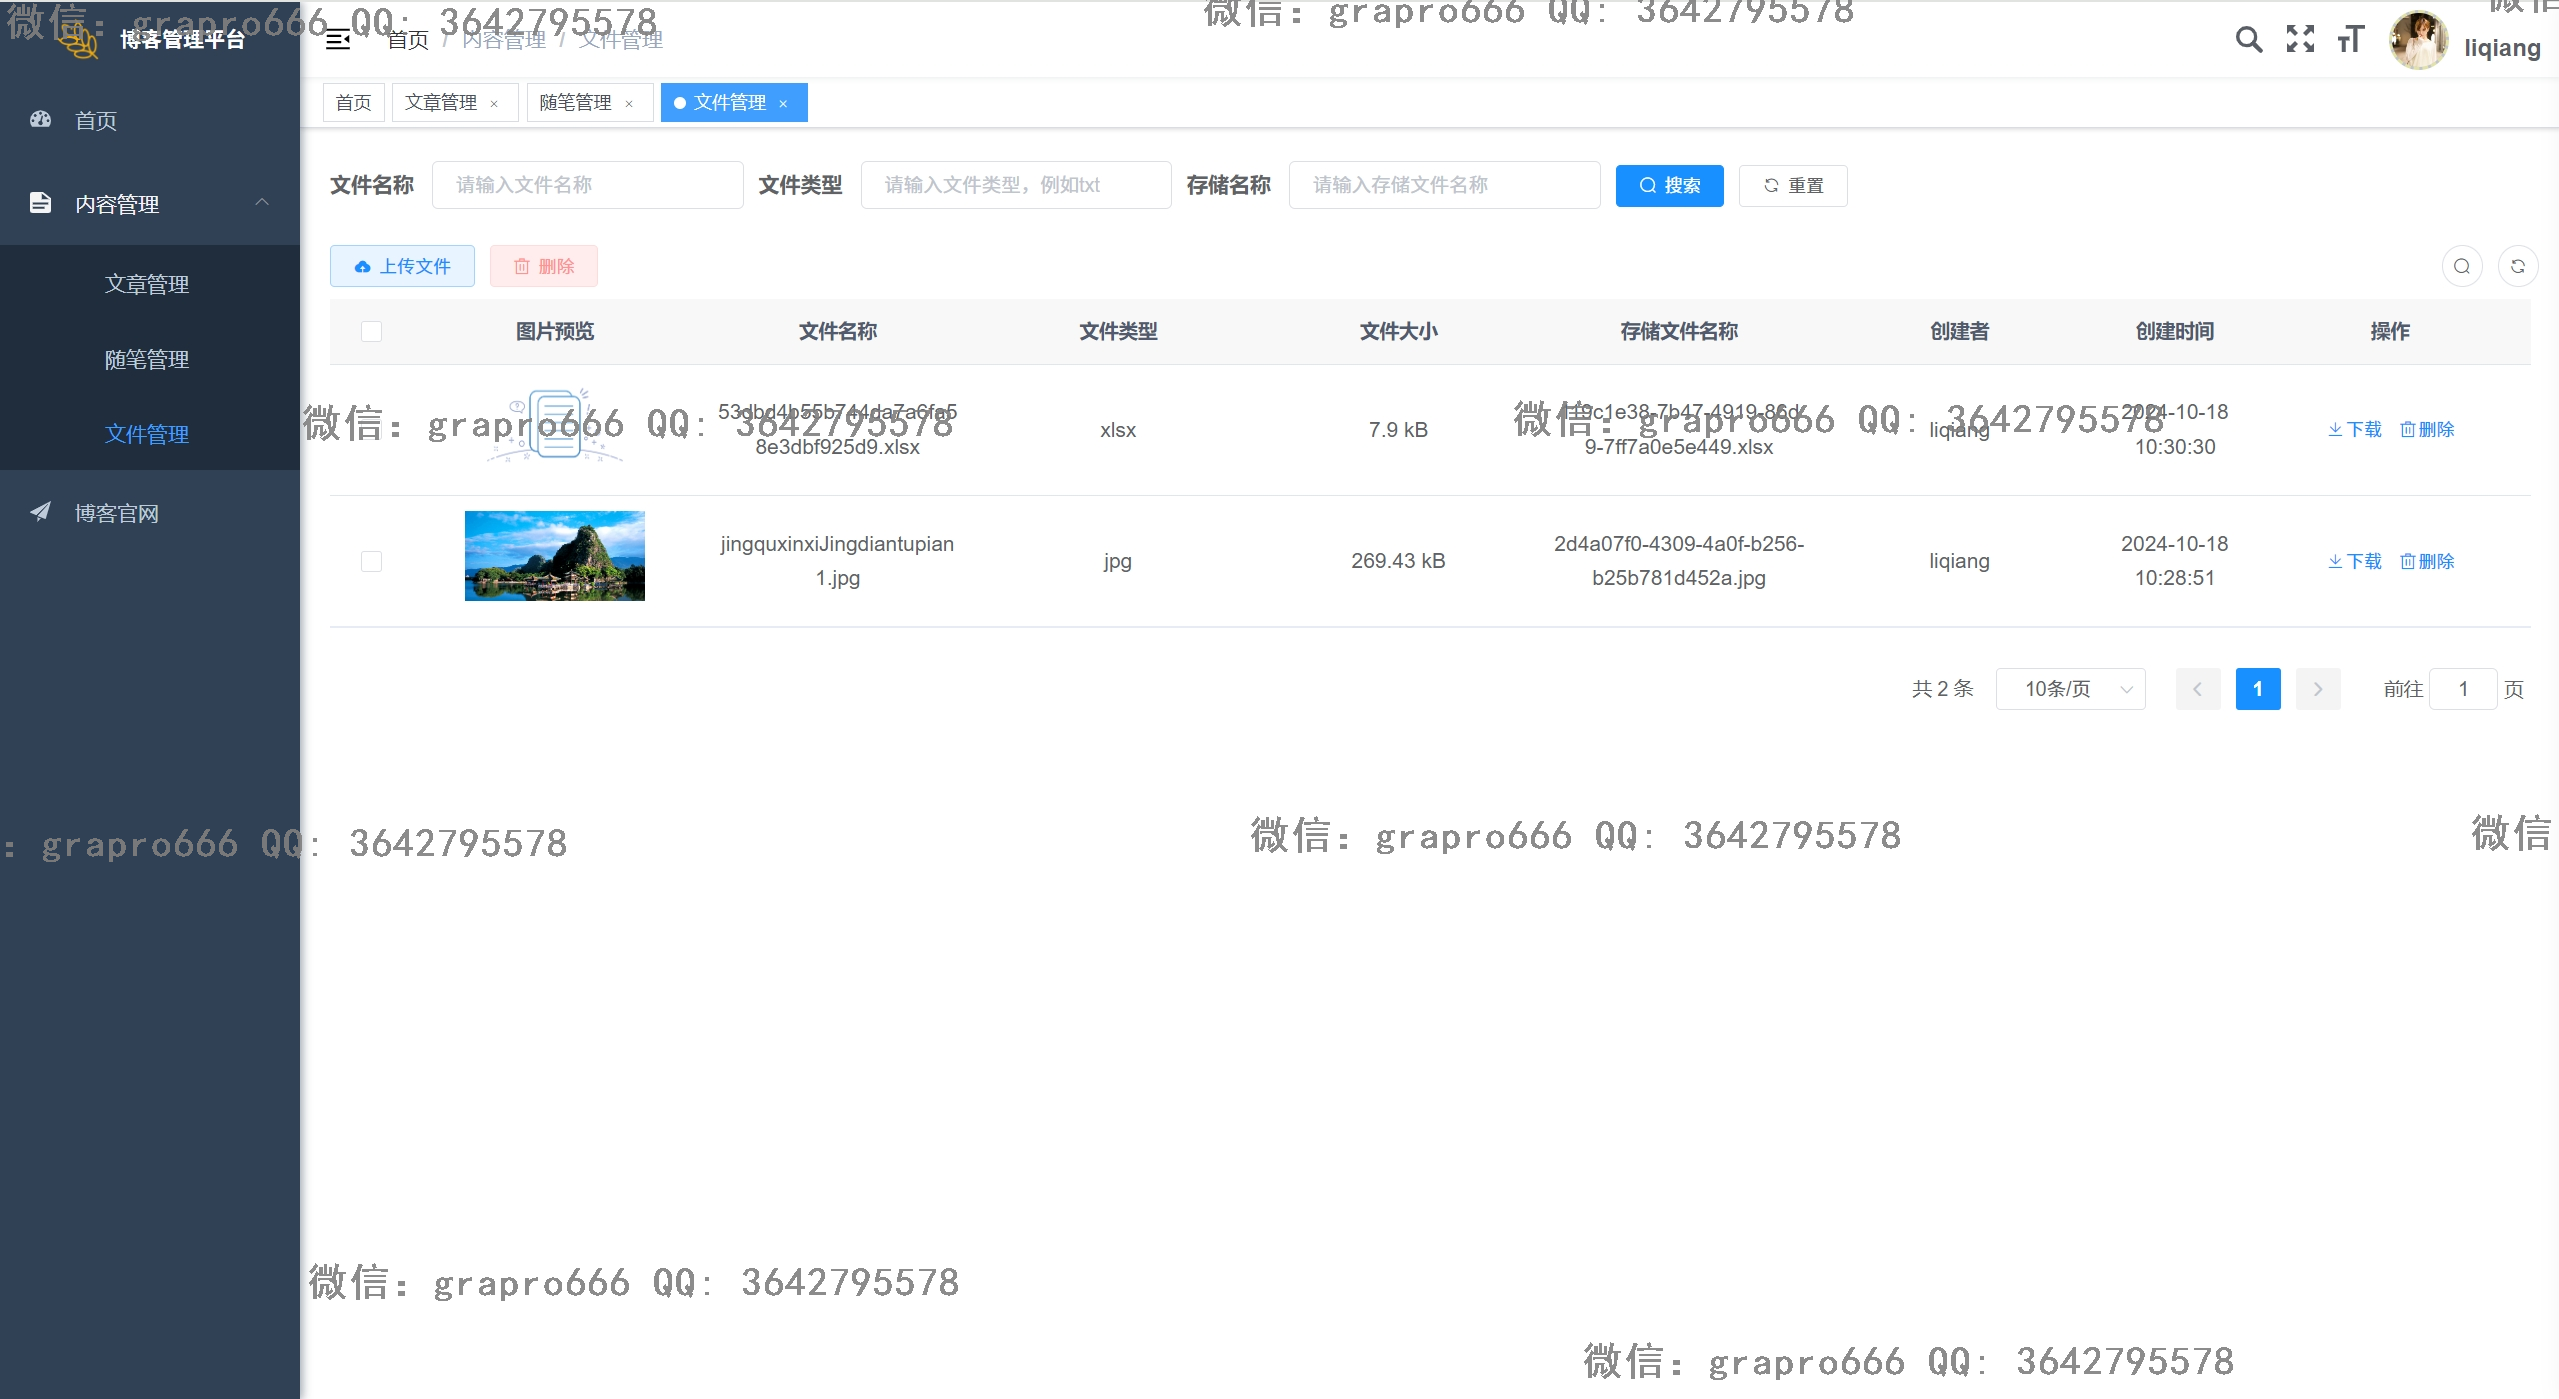 微信：grapro666 QQ：3642795578
微信：grapro666 QQ：3642795578
微信
博客管理平台
首页 / 内容管理 / 文件管理
liqiang
首页
文章管理 ×
随笔管理 ×
文件管理 ×
首页
内容管理
文章管理
随笔管理
文件管理
博客官网
文件名称 请输入文件名称
文件类型 请输入文件类型，例如txt
存储名称 请输入存储文件名称
搜索
重置
上传文件
删除
图片预览 文件名称 文件类型 文件大小 存储文件名称 创建者 创建时间 操作
53dbd4b55b744da7a6fa5
8e3dbf925d9.xlsx
xlsx
7.9 kB
9-7ff7a0e5e449.xlsx
liqiang
2024-10-18
10:30:30
下载 删除
微信：grapro666 QQ：3642795578
微信：grapro666 QQ：3642795578
jingquxinxiJingdiantupian
1.jpg
jpg
269.43 kB
2d4a07f0-4309-4a0f-b256-
b25b781d452a.jpg
liqiang
2024-10-18
10:28:51
下载 删除
共 2 条
10条/页
1
前往 1 页
：grapro666 QQ：3642795578
微信：grapro666 QQ：3642795578
微信
微信：grapro666 QQ：3642795578
微信：grapro666 QQ：3642795578